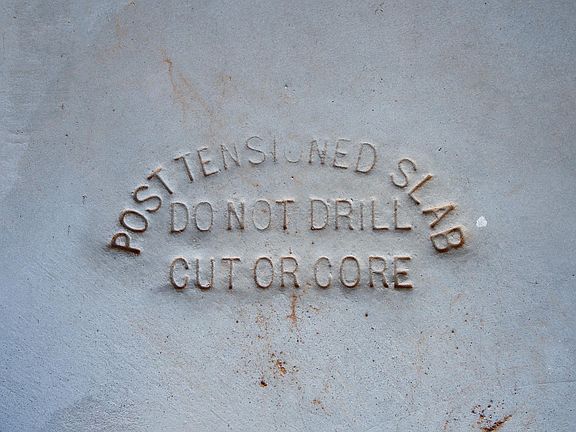 POST TENSIONED SLAB
DO NOT DRILL
CUT OR CORE